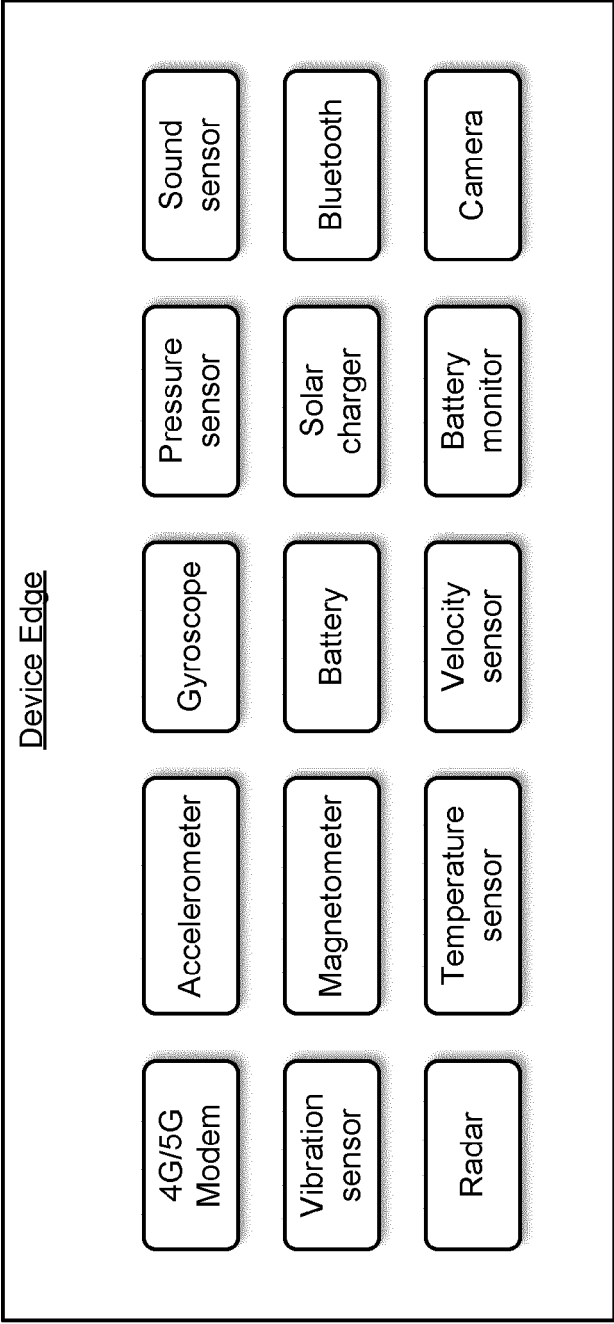 Device Edge
4G/5G
Modem
Accelerometer
Gyroscope
Pressure
sensor
Sound
sensor
Vibration
sensor
Magnetometer
Battery
Solar
charger
Bluetooth
Radar
Temperature
sensor
Velocity
sensor
Battery
monitor
Camera